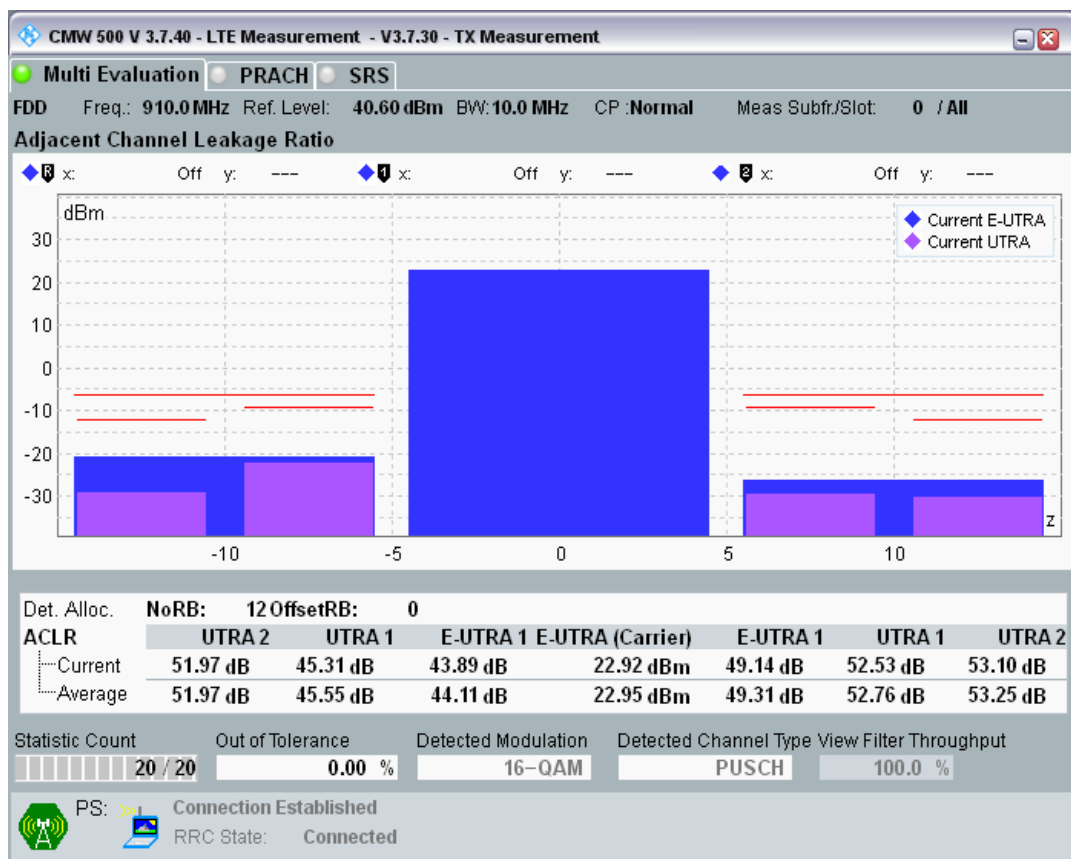 CMW 500 V 3.7.40 - LTE Measurement - V3.7.30 - TX Measurement
Multi Evaluation PRACH SRS
FDD Freq.: 910.0 MHz Ref. Level: 40.60 dBm BW: 10.0 MHz CP :Normal Meas Subfr./Slot: 0 / All
Adjacent Channel Leakage Ratio
R x: Off y: --- 1 x: Off y: --- 2 x: Off y: ---
dBm
Current E-UTRA
Current UTRA
30
20
10
0
-10
-20
-30
z
-10 -5 0 5 10
Det. Alloc. NoRB: 12 OffsetRB: 0
ACLR UTRA 2 UTRA 1 E-UTRA 1 E-UTRA (Carrier) E-UTRA 1 UTRA 1 UTRA 2
Current 51.97 dB 45.31 dB 43.89 dB 22.92 dBm 49.14 dB 52.53 dB 53.10 dB
Average 51.97 dB 45.55 dB 44.11 dB 22.95 dBm 49.31 dB 52.76 dB 53.25 dB
Statistic Count Out of Tolerance Detected Modulation Detected Channel Type View Filter Throughput
20 / 20 0.00 % 16-QAM PUSCH 100.0 %
PS: Connection Established
RRC State: Connected